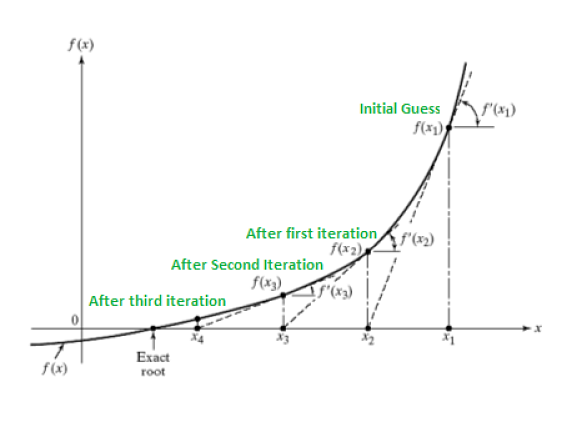 f(x)
Initial Guess
f'(x₁)
f(x₁)
After first iteration
f'(x₂)
f(x₂)
After Second Iteration
f(x₃)
f'(x₃)
After third iteration
0
x₄
x₃
x₂
x₁
x
Exact
root
f(x)